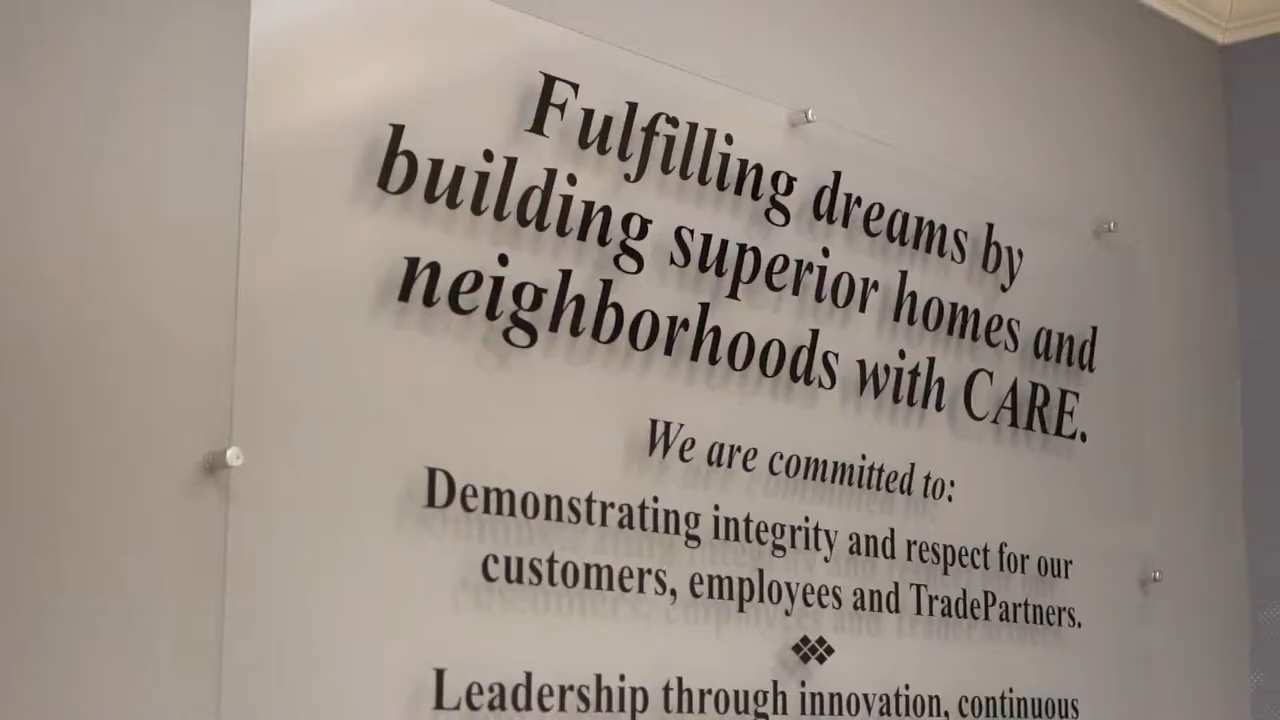 Fulfilling dreams by
building superior homes and
neighborhoods with CARE.
We are committed to:
Demonstrating integrity and respect for our
customers, employees and TradePartners.
Leadership through innovation, continuous